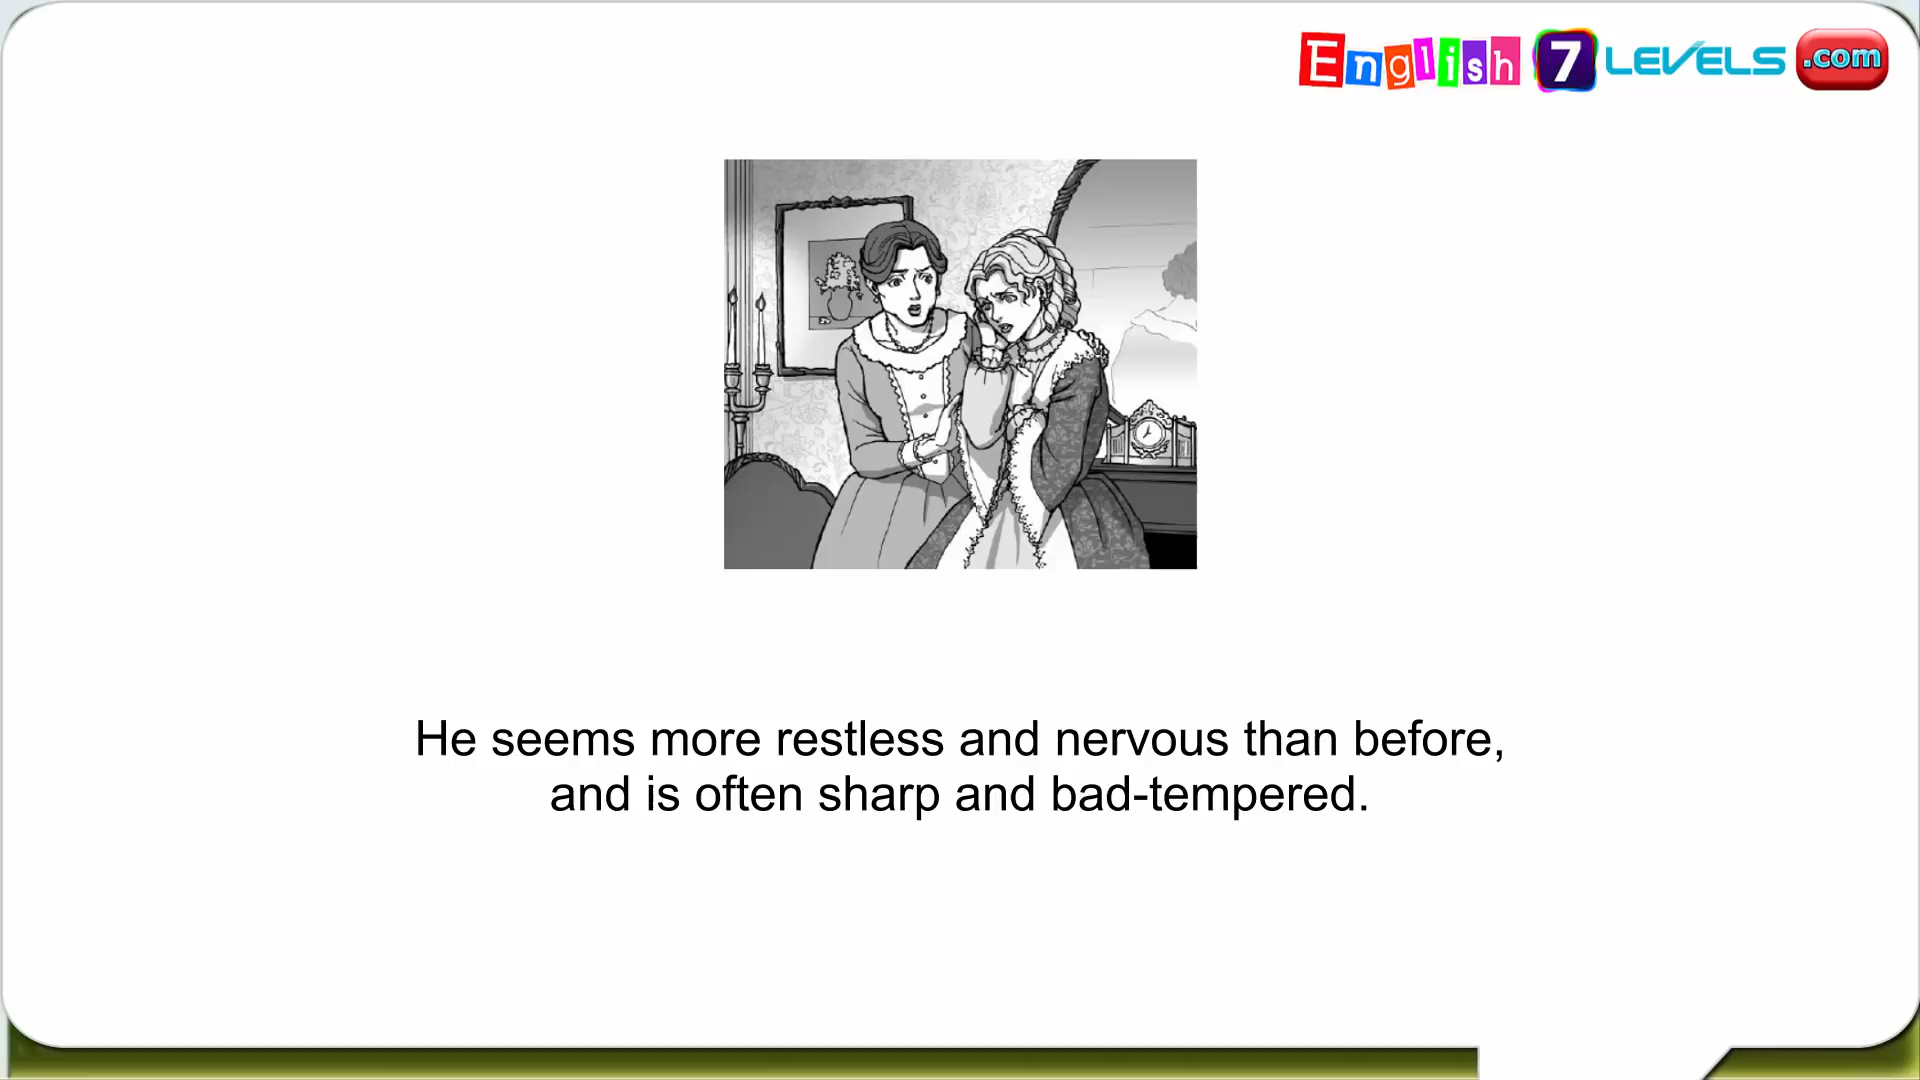 English 7 LEVELS .com
He seems more restless and nervous than before,
and is often sharp and bad-tempered.